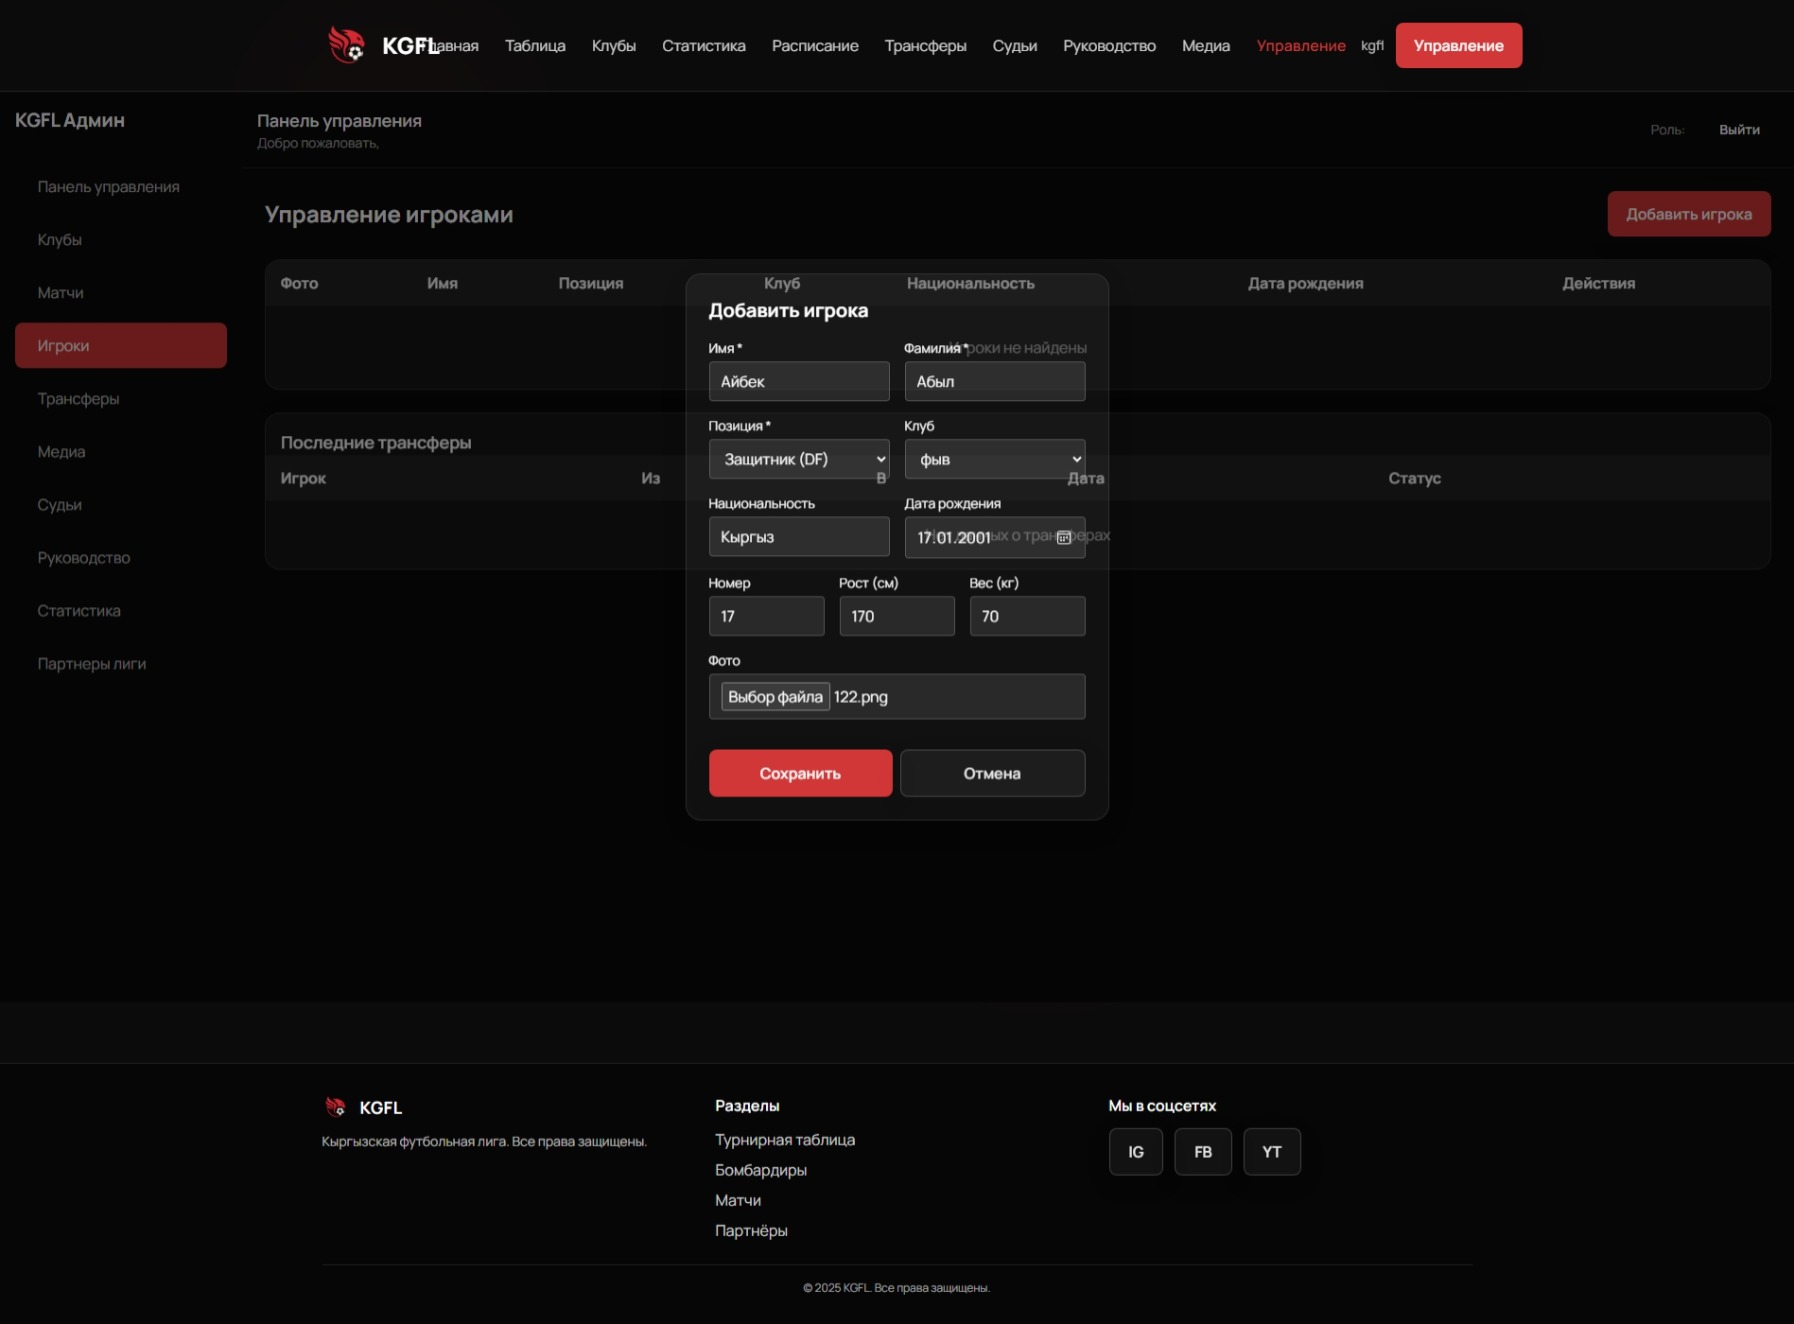 KGFL
Главная
Таблица
Клубы
Статистика
Расписание
Трансферы
Судьи
Руководство
Медиа
Управление
kgfl
Управление
KGFL Админ
Панель управления
Добро пожаловать,
Роль:
Выйти
Панель управления
Клубы
Матчи
Игроки
Трансферы
Медиа
Судьи
Руководство
Статистика
Партнеры лиги
Управление игроками
Добавить игрока
Фото
Имя
Позиция
Клуб
Национальность
Дата рождения
Действия
Игроки не найдены
Последние трансферы
Игрок
Из
В
Дата
Статус
Нет данных о трансферах
Добавить игрока
Имя *
Фамилия *
Айбек
Абыл
Позиция *
Клуб
Защитник (DF)
фыв
Национальность
Дата рождения
Кыргыз
17.01.2001
Номер
Рост (см)
Вес (кг)
17
170
70
Фото
Выбор файла 122.png
Сохранить
Отмена
KGFL
Кыргызская футбольная лига. Все права защищены.
Разделы
Турнирная таблица
Бомбардиры
Матчи
Партнёры
Мы в соцсетях
IG
FB
YT
© 2025 KGFL. Все права защищены.